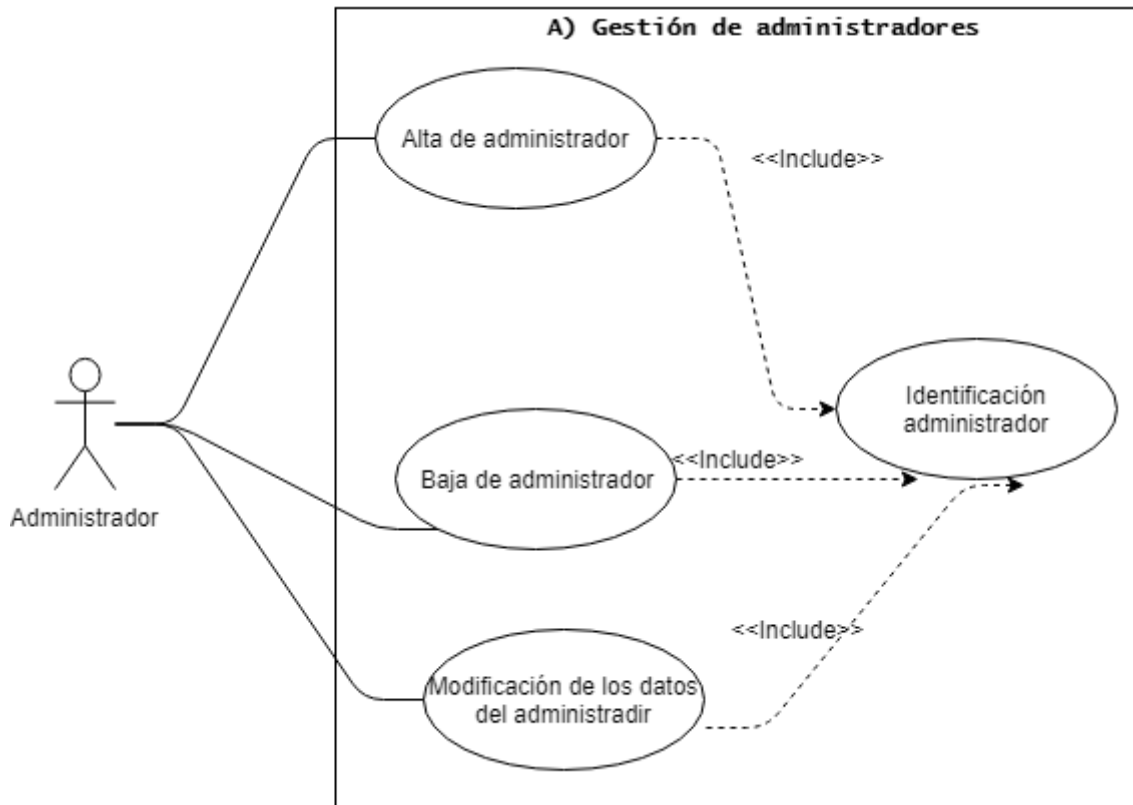 A) Gestión de administradores
Alta de administrador
<<Include>>
Identificación
administrador
<<Include>>
Baja de administrador
Administrador
<<Include>>
Modificación de los datos
del administradir